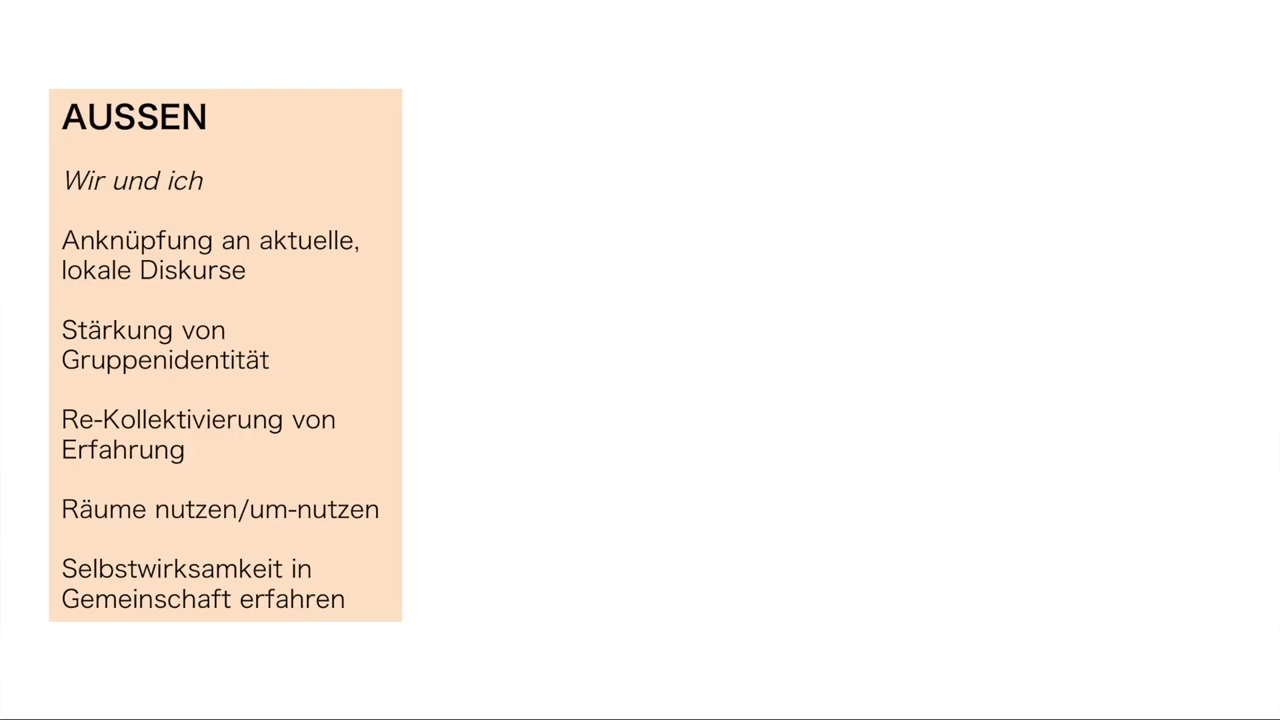 AUSSEN
Wir und ich
Anknüpfung an aktuelle,
lokale Diskurse
Stärkung von
Gruppenidentität
Re-Kollektivierung von
Erfahrung
Räume nutzen/um-nutzen
Selbstwirksamkeit in
Gemeinschaft erfahren